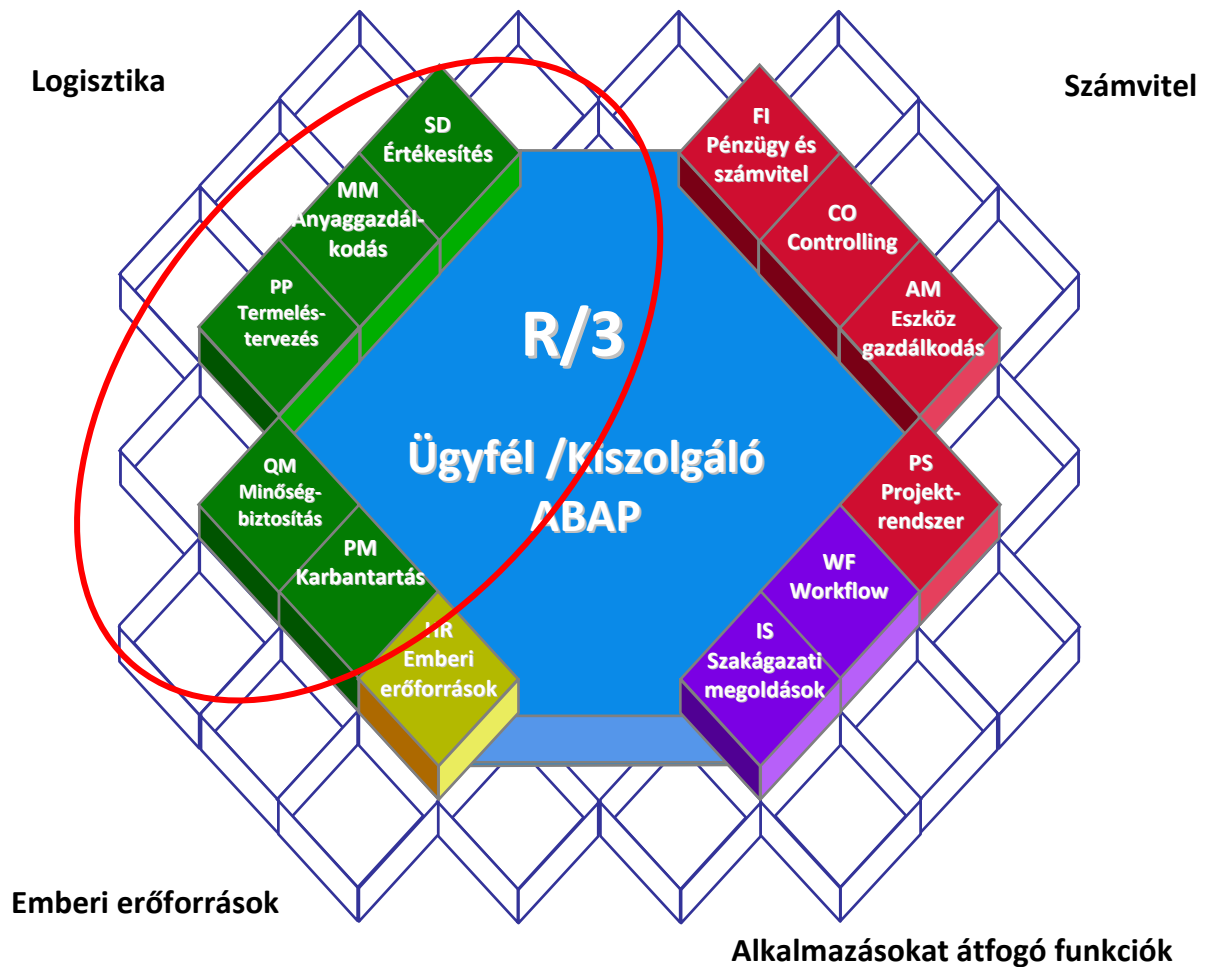 Logisztika
Számvitel
SD
Értékesítés
MM
Anyaggazdál-
kodás
PP
Termelés-
tervezés
QM
Minőség-
biztosítás
PM
Karbantartás
HR
Emberi
erőforrások
R/3
Ügyfél /Kiszolgáló
ABAP
FI
Pénzügy és
számvitel
CO
Controlling
AM
Eszköz
gazdálkodás
PS
Projekt-
rendszer
WF
Workflow
IS
Szakágazati
megoldások
Emberi erőforrások
Alkalmazásokat átfogó funkciók